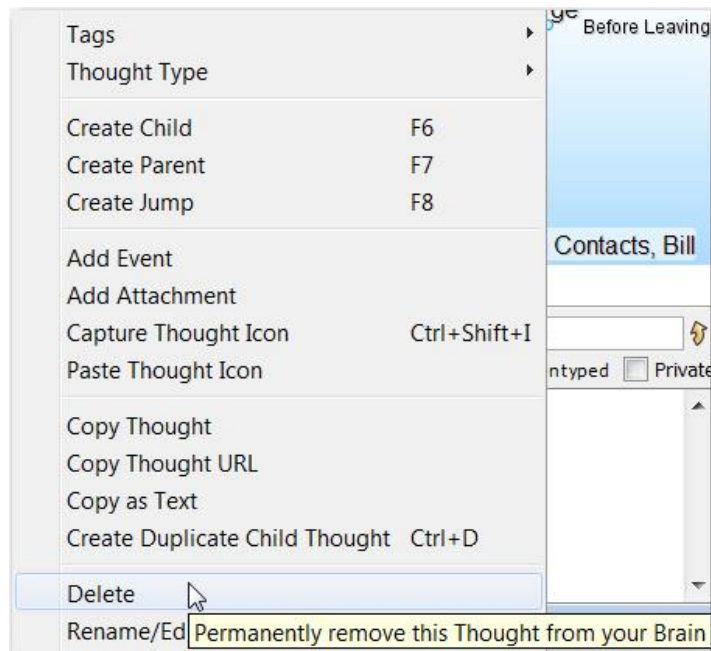 Tags
Thought Type
Create Child F6
Create Parent F7
Create Jump F8
Add Event
Add Attachment
Capture Thought Icon Ctrl+Shift+I
Paste Thought Icon
Copy Thought
Copy Thought URL
Copy as Text
Create Duplicate Child Thought Ctrl+D
Delete
Rename/Ed
Permanently remove this Thought from your Brain
ge
Before Leaving
Contacts, Bill
ntyped Private